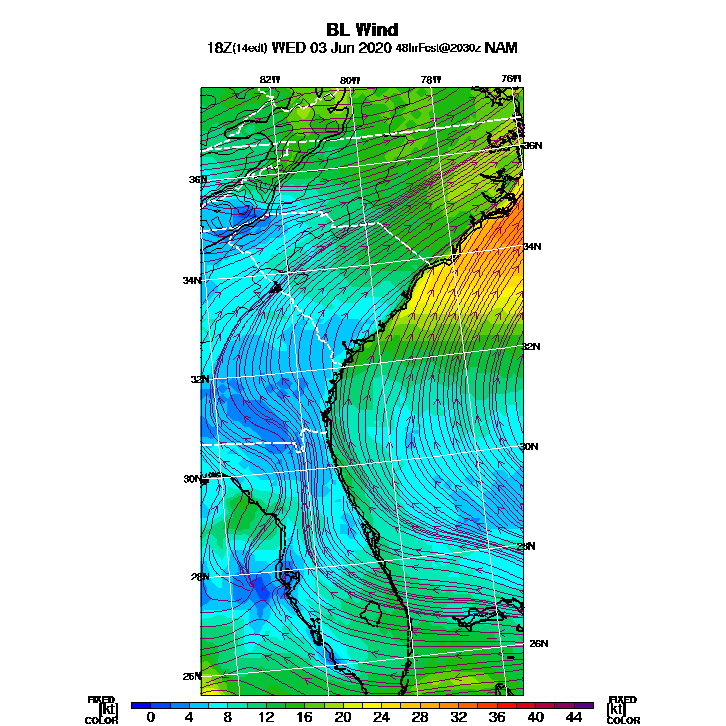 BL Wind
18Z(14edt) WED 03 Jun 2020 48hrFcst@2030z NAM
82W 80W 78W 76W
36N
36N
34N
34N
32N
32N
30N
30N
28N
28N
26N
26N
FIXED FIXED
[kt] [kt]
COLOR COLOR
0 4 8 12 16 20 24 28 32 36 40 44